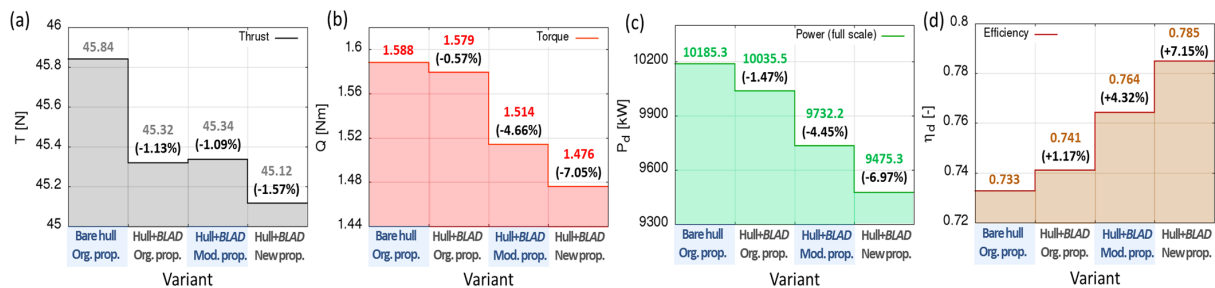 (a)
T [N]
46
45.8
45.6
45.4
45.2
45
Thrust
45.84
45.32
(-1.13%)
45.34
(-1.09%)
45.12
(-1.57%)
Bare hull
Org. prop.
Hull+BLAD
Org. prop.
Hull+BLAD
Mod. prop.
Hull+BLAD
New prop.
Variant
(b)
Q [Nm]
1.6
1.56
1.52
1.48
1.44
Torque
1.588
1.579
(-0.57%)
1.514
(-4.66%)
1.476
(-7.05%)
Bare hull
Org. prop.
Hull+BLAD
Org. prop.
Hull+BLAD
Mod. prop.
Hull+BLAD
New prop.
Variant
(c)
Pd [kW]
10200
9900
9600
9300
Power (full scale)
10185.3
10035.5
(-1.47%)
9732.2
(-4.45%)
9475.3
(-6.97%)
Bare hull
Org. prop.
Hull+BLAD
Org. prop.
Hull+BLAD
Mod. prop.
Hull+BLAD
New prop.
Variant
(d)
ηd [-]
0.8
0.78
0.76
0.74
0.72
Efficiency
0.733
0.741
(+1.17%)
0.764
(+4.32%)
0.785
(+7.15%)
Bare hull
Org. prop.
Hull+BLAD
Org. prop.
Hull+BLAD
Mod. prop.
Hull+BLAD
New prop.
Variant